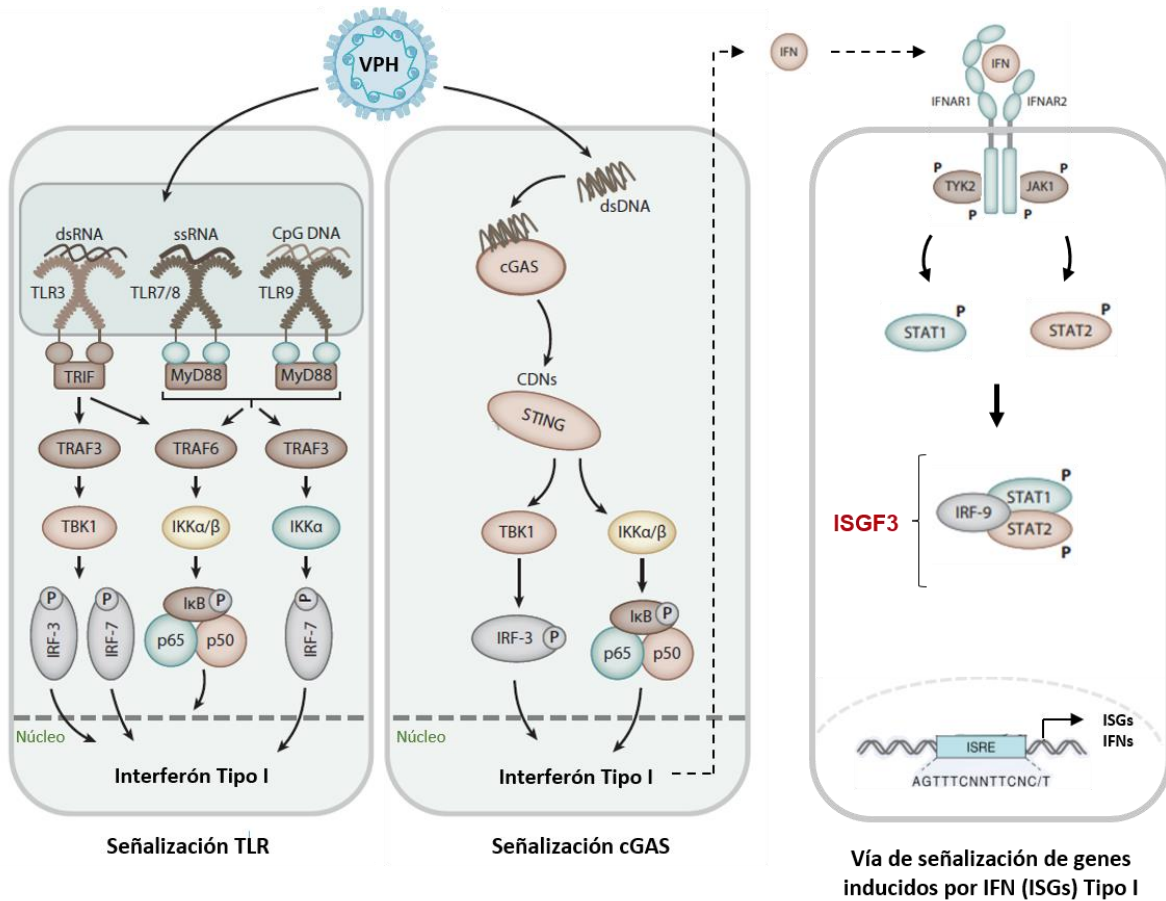 VPH
dsRNA
ssRNA
CpG DNA
TLR3
TLR7/8
TLR9
TRIF
MyD88
MyD88
TRAF3
TRAF6
TRAF3
TBK1
IKKα/β
IKKα
P
IRF-3
P
IRF-7
IκB
P
p65
p50
P
IRF-7
Núcleo
Interferón Tipo I
Señalización TLR
dsDNA
cGAS
CDNs
STING
TBK1
IKKα/β
IRF-3
P
IκB
P
p65
p50
Núcleo
Interferón Tipo I
Señalización cGAS
IFN
IFN
IFNAR1
IFNAR2
P
P
TYK2
JAK1
P
P
P
STAT1
P
STAT2
ISGF3
P
STAT1
IRF-9
STAT2
P
ISGs
IFNs
ISRE
AGTTTCNNTTCNC/T
Vía de señalización de genes
inducidos por IFN (ISGs) Tipo I